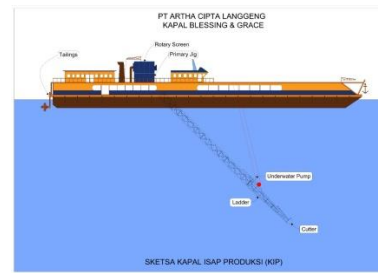 PT ARTHA CIPTA LANGGENG
KAPAL BLESSING & GRACE
Rotary Screen
Tailings
Primary Jig
Underwater Pump
Ladder
Cutter
SKETSA KAPAL ISAP PRODUKSI (KIP)